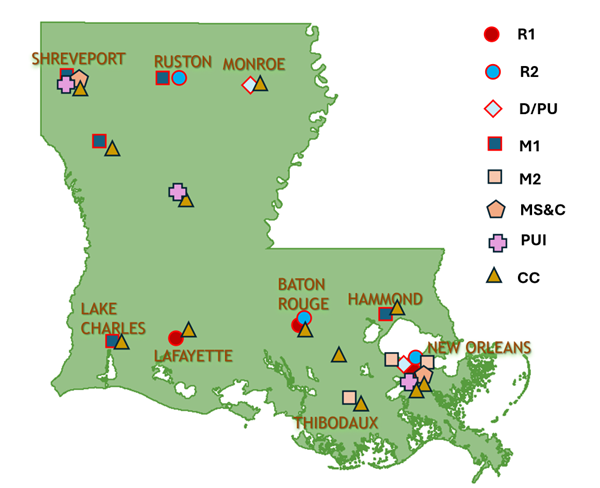 SHREVEPORT
RUSTON
MONROE
BATON
ROUGE
HAMMOND
LAKE
CHARLES
LAFAYETTE
NEW ORLEANS
THIBODAUX
R1
R2
D/PU
M1
M2
MS&C
PUI
CC